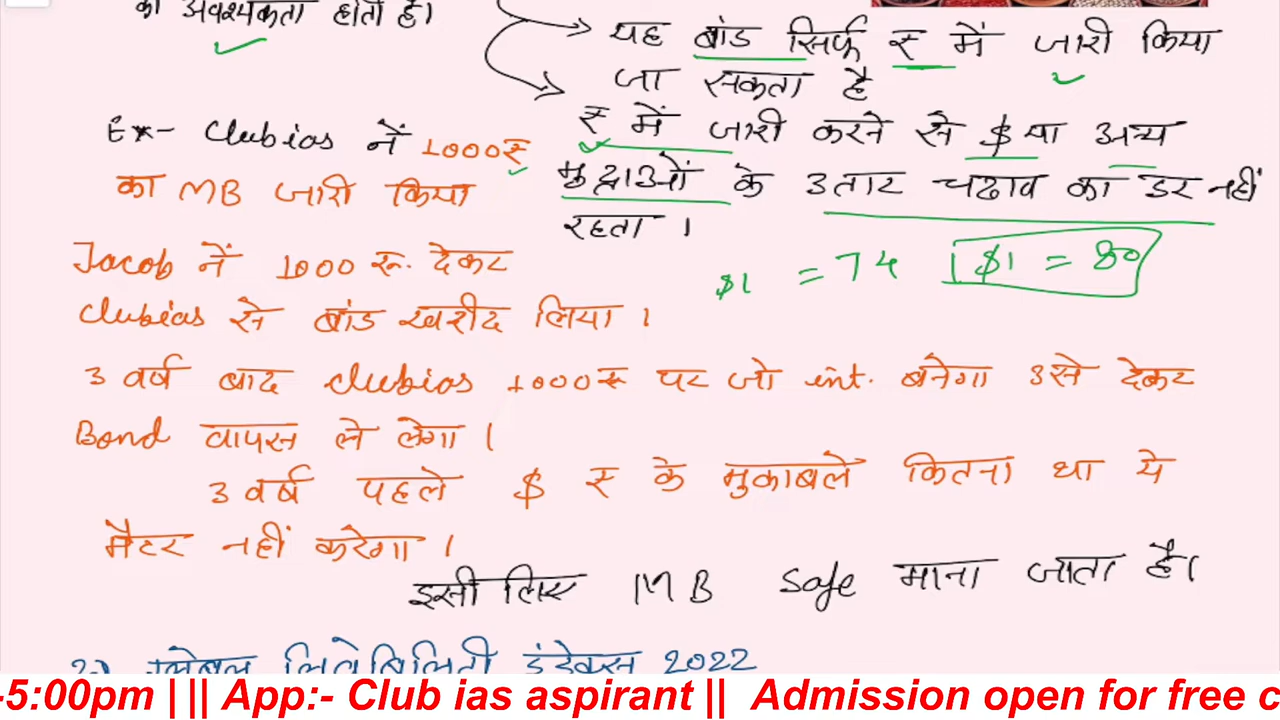 की अवश्यकता होती है।
यह बांड सिर्फ ₹ में जारी किया
जा सकता है
₹ में जारी करने से $ या अन्य
मुद्राओं के उतार चढाव का डर नहीं
रहता ।
$1 = 74 $1 = 80
Ex- Clubias नें 1000₹
का MB जारी किया
Jacob नें 1000 रू. देकर
Clubias से बांड खरीद लिया ।
3 वर्ष बाद Clubias 1000₹ पर जो int. बनेगा उसे देकर
Bond वापस ले लेगा ।
3 वर्ष पहले $ ₹ के मुकाबले कितना था ये
मैटर नहीं करेगा ।
इसी लिए MB Safe माना जाता है।
ग्लोबल लिवेबिलिटी इंडेक्स 2022
-5:00pm | || App:- Club ias aspirant || Admission open for free c